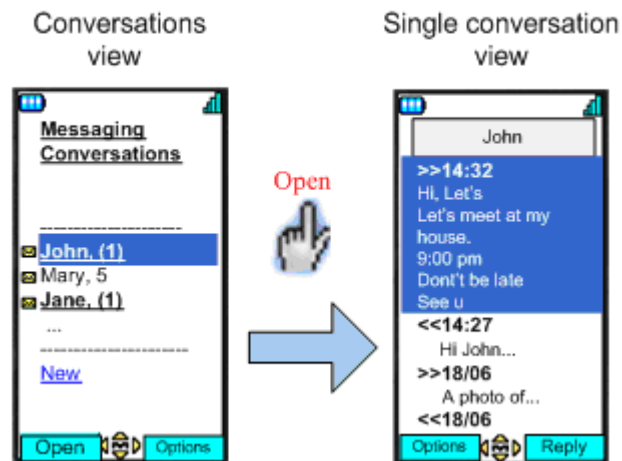 Conversations
view
Messaging
Conversations
John, (1)
Mary, 5
Jane, (1)
...
New
Open
Options
Open
Single conversation
view
John
>>14:32
Hi, Let's
Let's meet at my
house.
9:00 pm
Dont't be late
See u
<<14:27
Hi John...
>>18/06
A photo of...
<<18/06
Options
Reply